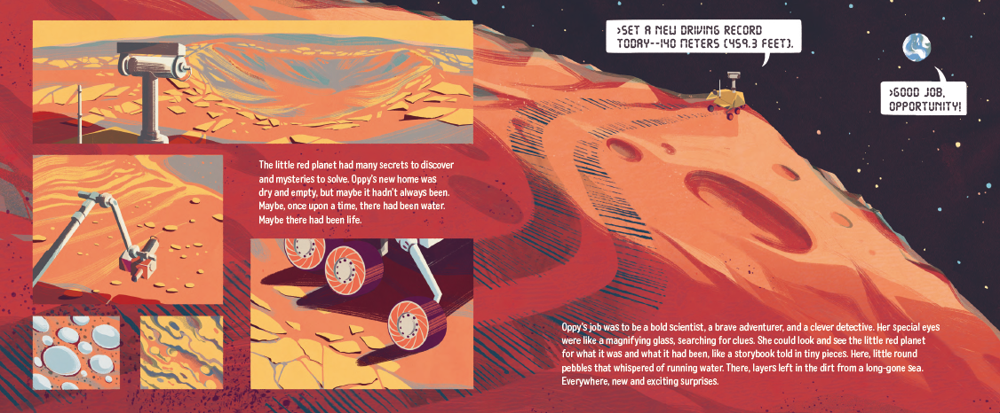 >SET A NEW DRIVING RECORD
TODAY--140 METERS (459.3 FEET).
>GOOD JOB,
OPPORTUNITY!
The little red planet had many secrets to discover
and mysteries to solve. Oppy's new home was
dry and empty, but maybe it hadn't always been.
Maybe, once upon a time, there had been water.
Maybe there had been life.
Oppy's job was to be a bold scientist, a brave adventurer, and a clever detective. Her special eyes
were like a magnifying glass, searching for clues. She could look and see the little red planet
for what it was and what it had been, like a storybook told in tiny pieces. Here, little round
pebbles that whispered of running water. There, layers left in the dirt from a long-gone sea.
Everywhere, new and exciting surprises.